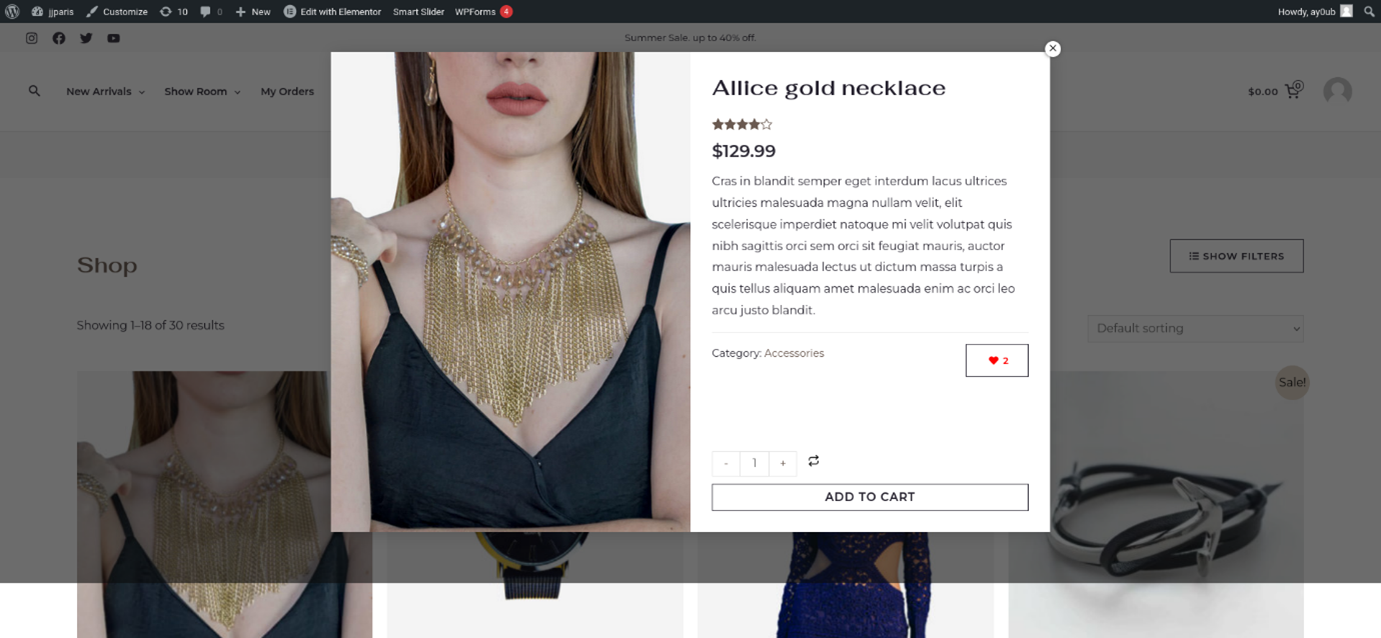 jjparis
Customize
10
0
New
Edit with Elementor
Smart Slider
WPForms 4
Howdy, ay0ub
Summer Sale. up to 40% off.
New Arrivals
Show Room
My Orders
$0.00
0
Allice gold necklace
$129.99
Cras in blandit semper eget interdum lacus ultrices
ultricies malesuada magna nullam velit, elit
scelerisque imperdiet natoque mi velit volutpat quis
nibh sagittis orci sem orci sit feugiat mauris, auctor
mauris malesuada lectus ut dictum massa turpis a
quis tellus aliquam amet malesuada enim ac orci leo
arcu justo blandit.
Category: Accessories
2
- 1 +
ADD TO CART
Shop
SHOW FILTERS
Showing 1–18 of 30 results
Default sorting
Sale!